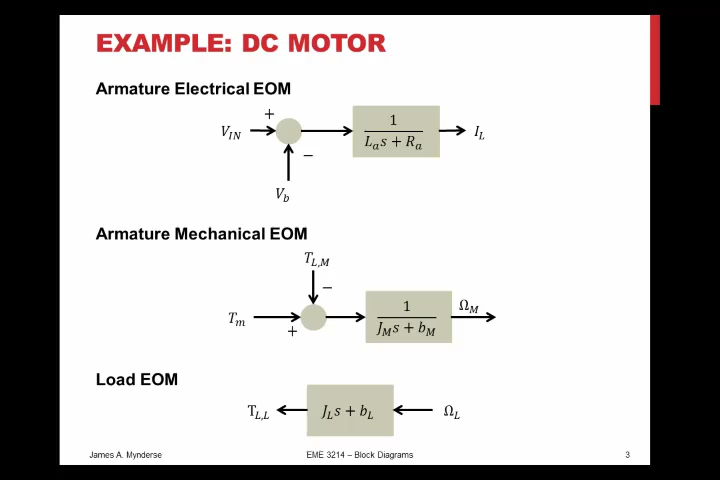 EXAMPLE: DC MOTOR
Armature Electrical EOM
+
V_IN
1
L_a s + R_a
I_L
−
V_b
Armature Mechanical EOM
T_L,M
−
T_m
+
1
J_M s + b_M
Ω_M
Load EOM
T_L,L
J_L s + b_L
Ω_L
James A. Mynderse
EME 3214 – Block Diagrams
3